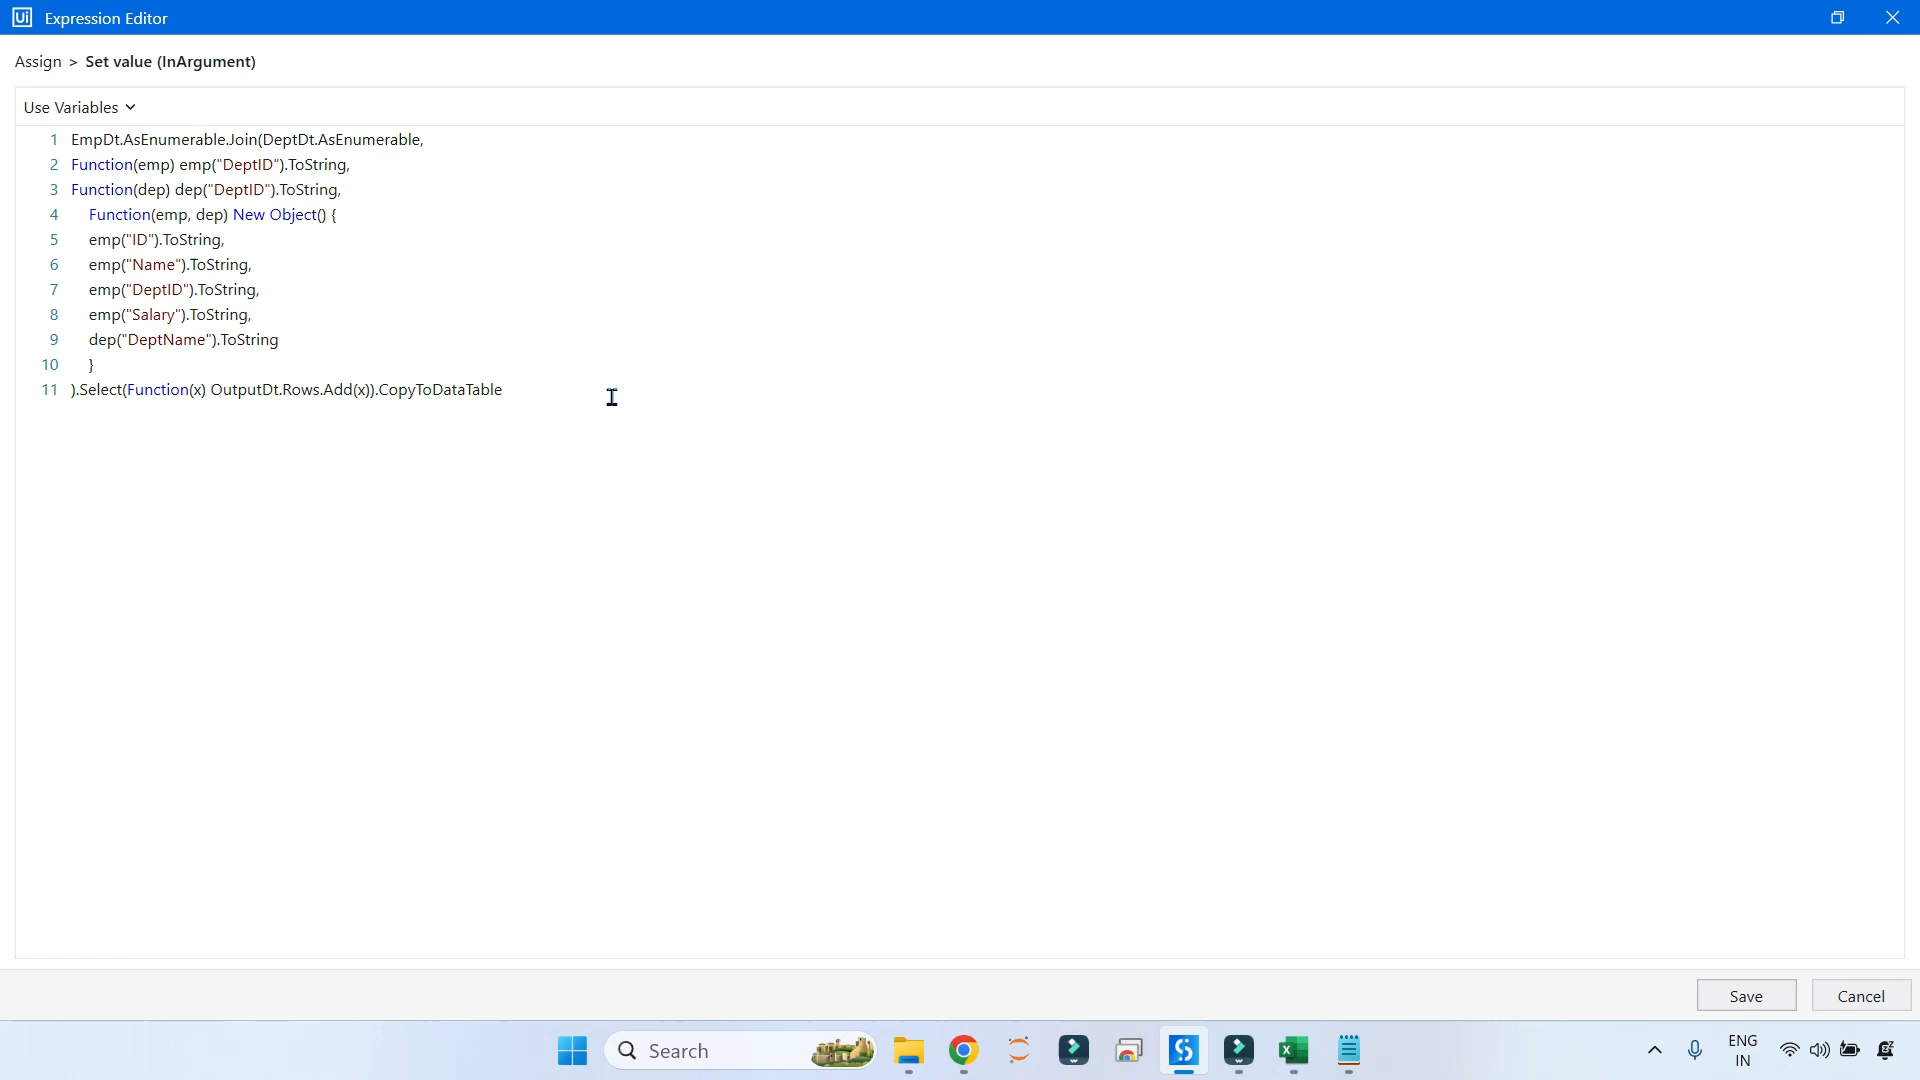 Ui Expression Editor
Assign > Set value (InArgument)
Use Variables
1 EmpDt.AsEnumerable.Join(DeptDt.AsEnumerable,
2 Function(emp) emp("DeptID").ToString,
3 Function(dep) dep("DeptID").ToString,
4 Function(emp, dep) New Object() {
5 emp("ID").ToString,
6 emp("Name").ToString,
7 emp("DeptID").ToString,
8 emp("Salary").ToString,
9 dep("DeptName").ToString
10 }
11 ).Select(Function(x) OutputDt.Rows.Add(x)).CopyToDataTable
Save Cancel
Search
ENG
IN